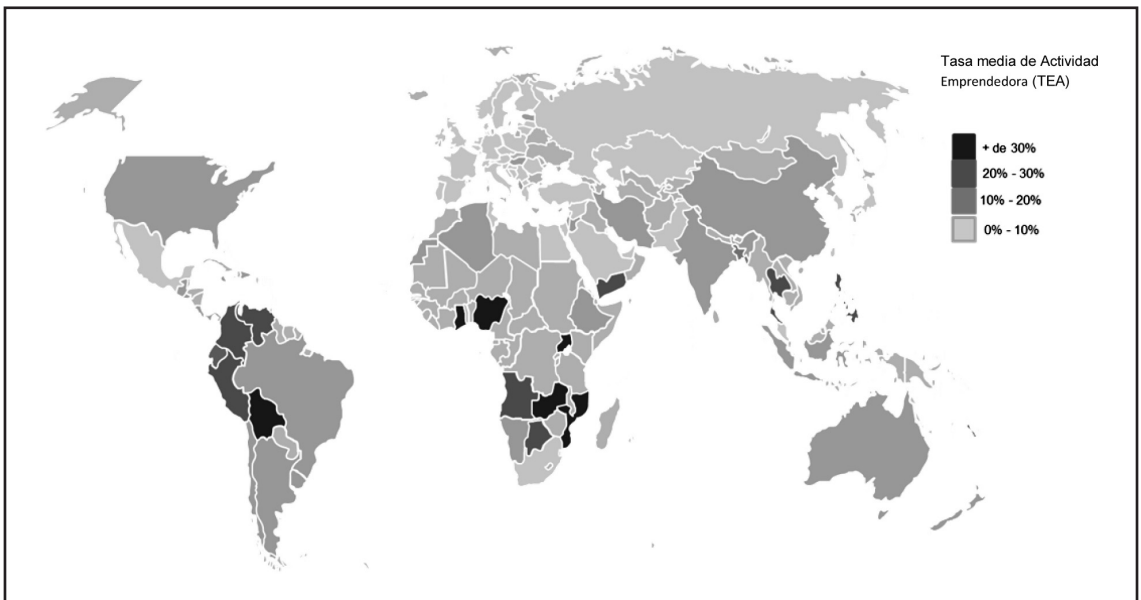 Tasa media de Actividad
Emprendedora (TEA)
+ de 30%
20% - 30%
10% - 20%
0% - 10%